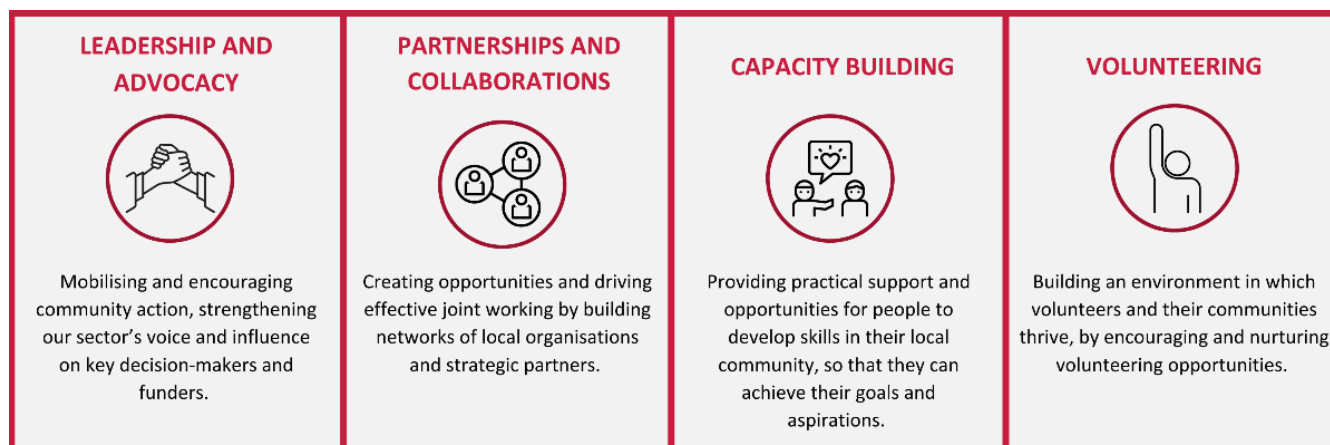 LEADERSHIP AND
ADVOCACY
Mobilising and encouraging
community action, strengthening
our sector’s voice and influence
on key decision-makers and
funders.
PARTNERSHIPS AND
COLLABORATIONS
Creating opportunities and driving
effective joint working by building
networks of local organisations
and strategic partners.
CAPACITY BUILDING
Providing practical support and
opportunities for people to
develop skills in their local
community, so that they can
achieve their goals and
aspirations.
VOLUNTEERING
Building an environment in which
volunteers and their communities
thrive, by encouraging and nurturing
volunteering opportunities.